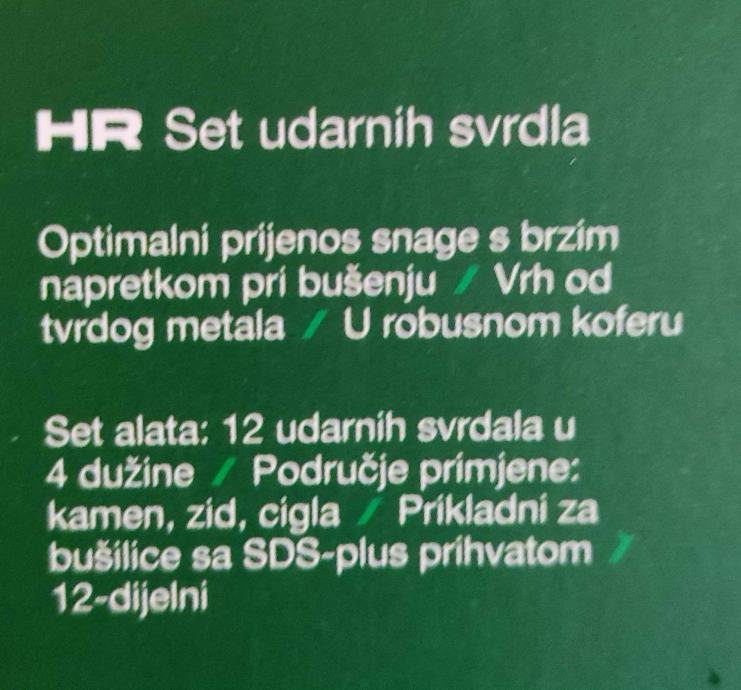 HR Set udarnih svrdla
Optimalni prijenos snage s brzim
napretkom pri bušenju / Vrh od
tvrdog metala / U robusnom koferu
Set alata: 12 udarnih svrdala u
4 dužine / Područje primjene:
kamen, zid, cigla / Prikladni za
bušilice sa SDS-plus prihvatom /
12-dijelni